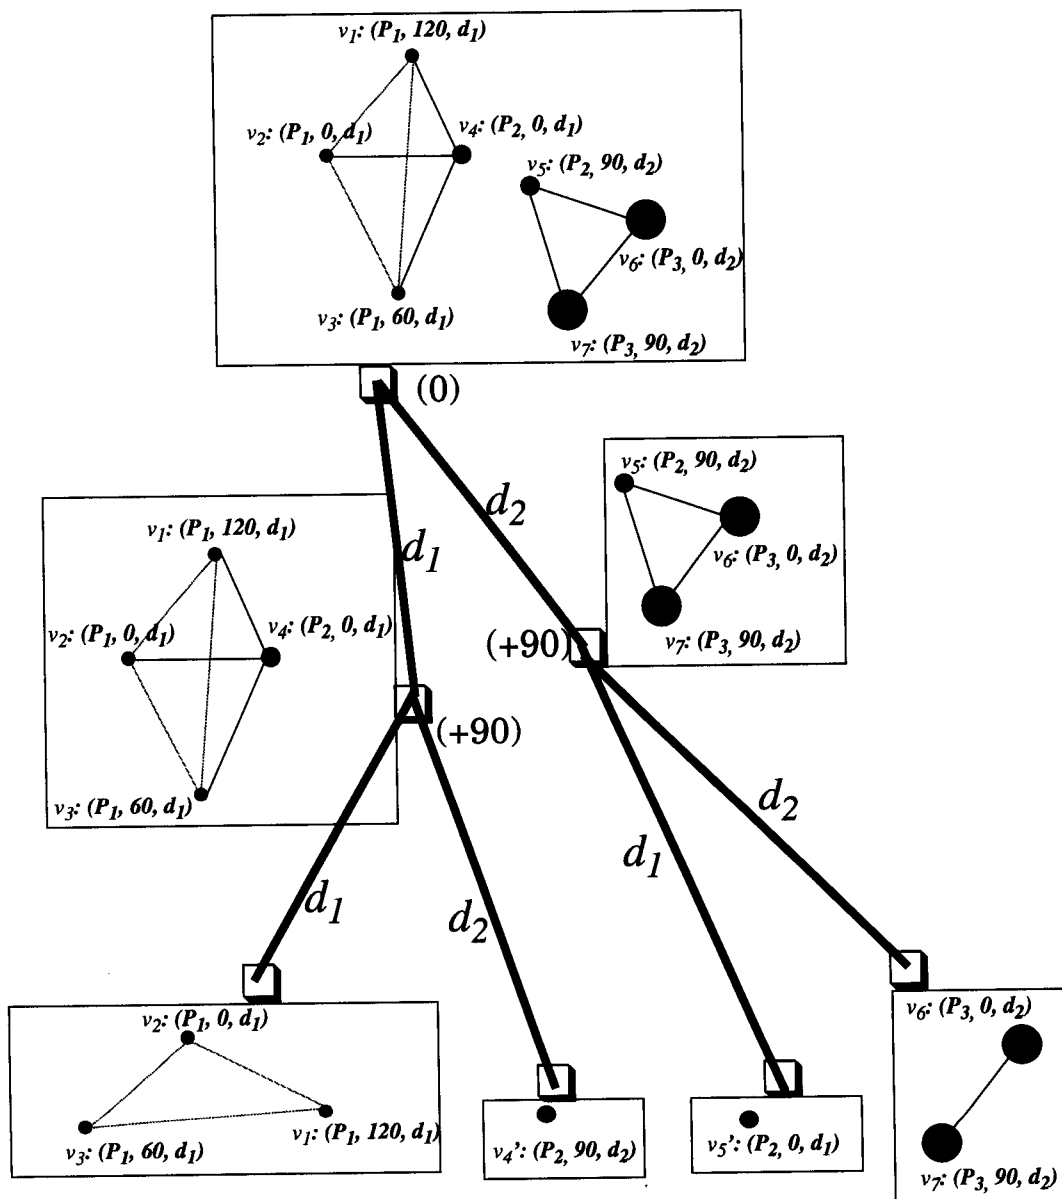 v1: (P1, 120, d1)
v2: (P1, 0, d1)
v4: (P2, 0, d1)
v5: (P2, 90, d2)
v6: (P3, 0, d2)
v3: (P1, 60, d1)
v7: (P3, 90, d2)
(0)
v5: (P2, 90, d2)
d2
v1: (P1, 120, d1)
d1
v6: (P3, 0, d2)
v2: (P1, 0, d1)
v4: (P2, 0, d1)
(+90)
v7: (P3, 90, d2)
(+90)
v3: (P1, 60, d1)
d2
d1
d1
d2
v6: (P3, 0, d2)
v2: (P1, 0, d1)
v1: (P1, 120, d1)
v3: (P1, 60, d1)
v4': (P2, 90, d2)
v5': (P2, 0, d1)
v7: (P3, 90, d2)